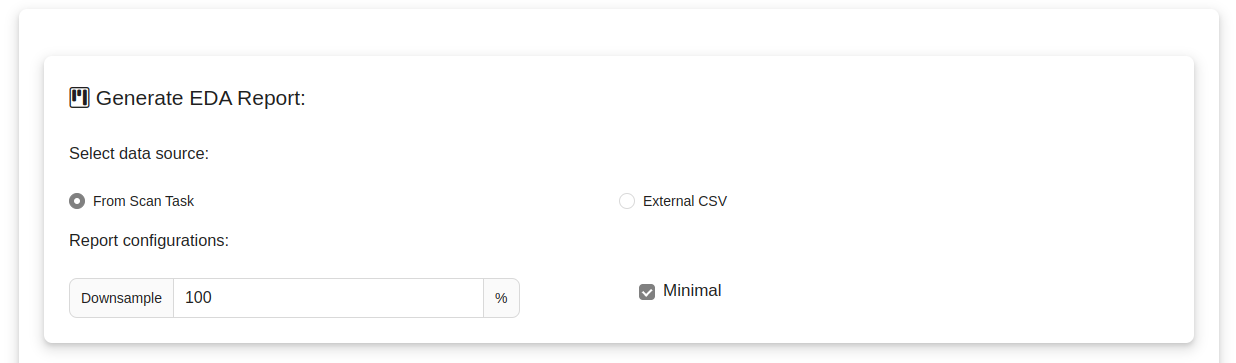 Generate EDA Report:
Select data source:
From Scan Task
External CSV
Report configurations:
Downsample 100 %
Minimal